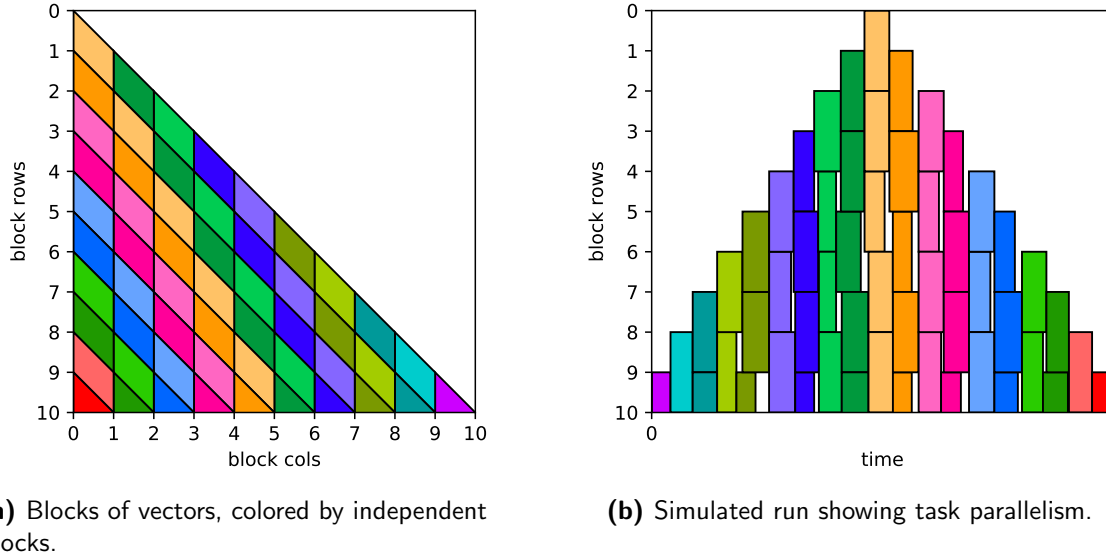 0
1
2
3
4
5
6
7
8
9
10
block rows
0 1 2 3 4 5 6 7 8 9 10
block cols
0
1
2
3
4
5
6
7
8
9
10
block rows
0
time
) Blocks of vectors, colored by independent
ocks.
(b) Simulated run showing task parallelism.